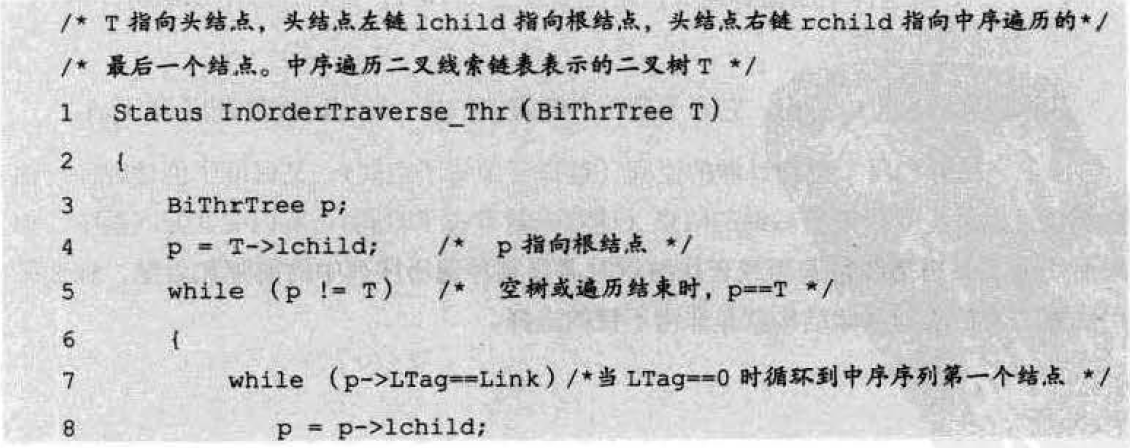 /* T 指向头结点，头结点左链 lchild 指向根结点，头结点右链 rchild 指向中序遍历的*/
/* 最后一个结点。中序遍历二叉线索链表表示的二叉树 T */
1 Status InOrderTraverse_Thr(BiThrTree T)
2 {
3 BiThrTree p;
4 p = T->lchild; /* p 指向根结点 */
5 while (p != T) /* 空树或遍历结束时，p==T */
6 {
7 while (p->LTag==Link)/*当 LTag==0 时循环到中序序列第一个结点 */
8 p = p->lchild;